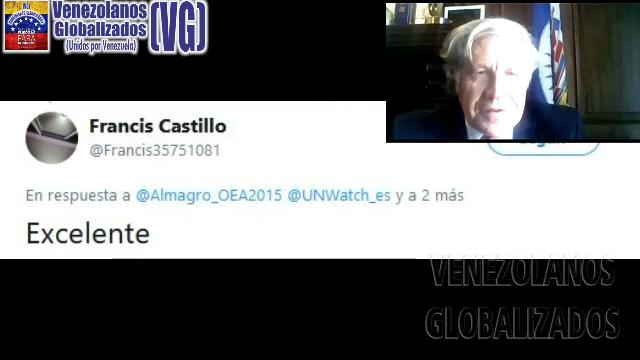 Venezolanos
Globalizados
(Unidos por Venezuela)
(VG)
Francis Castillo
@Francis35751081
En respuesta a @Almagro_OEA2015 @UNWatch_es y a 2 más
Excelente
VENEZOLANOS
GLOBALIZADOS